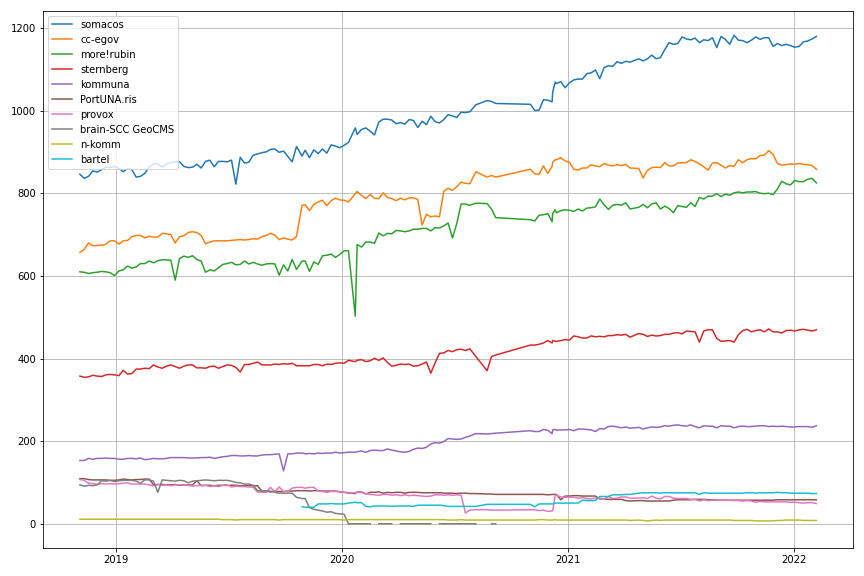 somacos
cc-egov
more!rubin
sternberg
kommuna
PortUNA.ris
provox
brain-SCC GeoCMS
n-komm
bartel
1200
1000
800
600
400
200
0
2019
2020
2021
2022